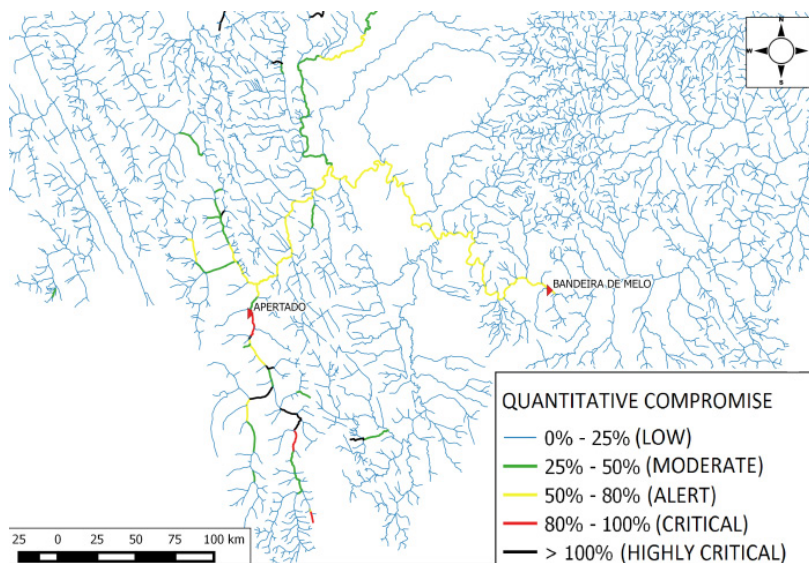 N
W
E
S
BANDEIRA DE MELO
APERTADO
QUANTITATIVE COMPROMISE
0% - 25% (LOW)
25% - 50% (MODERATE)
50% - 80% (ALERT)
80% - 100% (CRITICAL)
> 100% (HIGHLY CRITICAL)
25 0 25 50 75 100 km